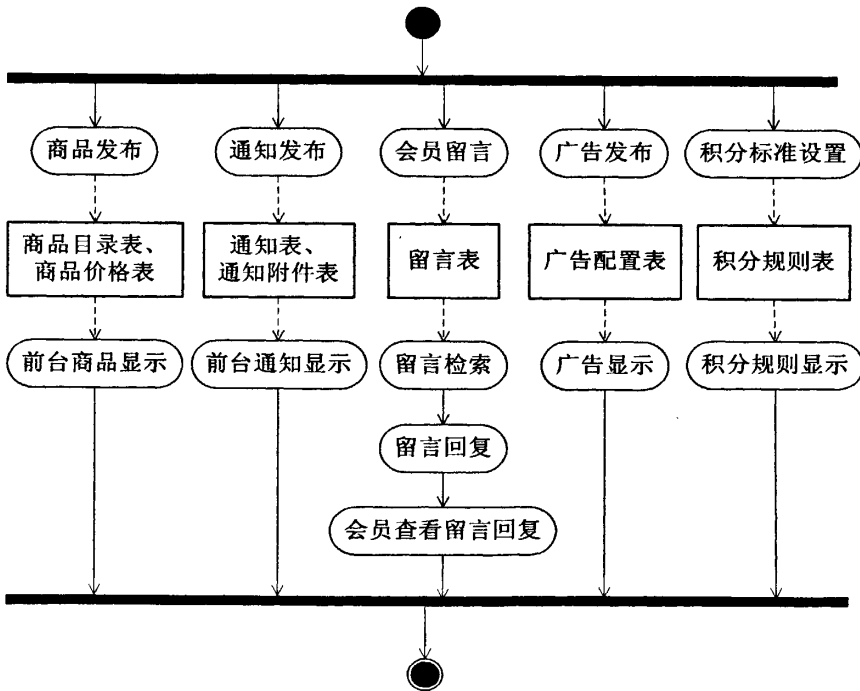 商品发布
通知发布
会员留言
广告发布
积分标准设置
商品目录表、
商品价格表
通知表、
通知附件表
留言表
广告配置表
积分规则表
前台商品显示
前台通知显示
留言检索
广告显示
积分规则显示
留言回复
会员查看留言回复